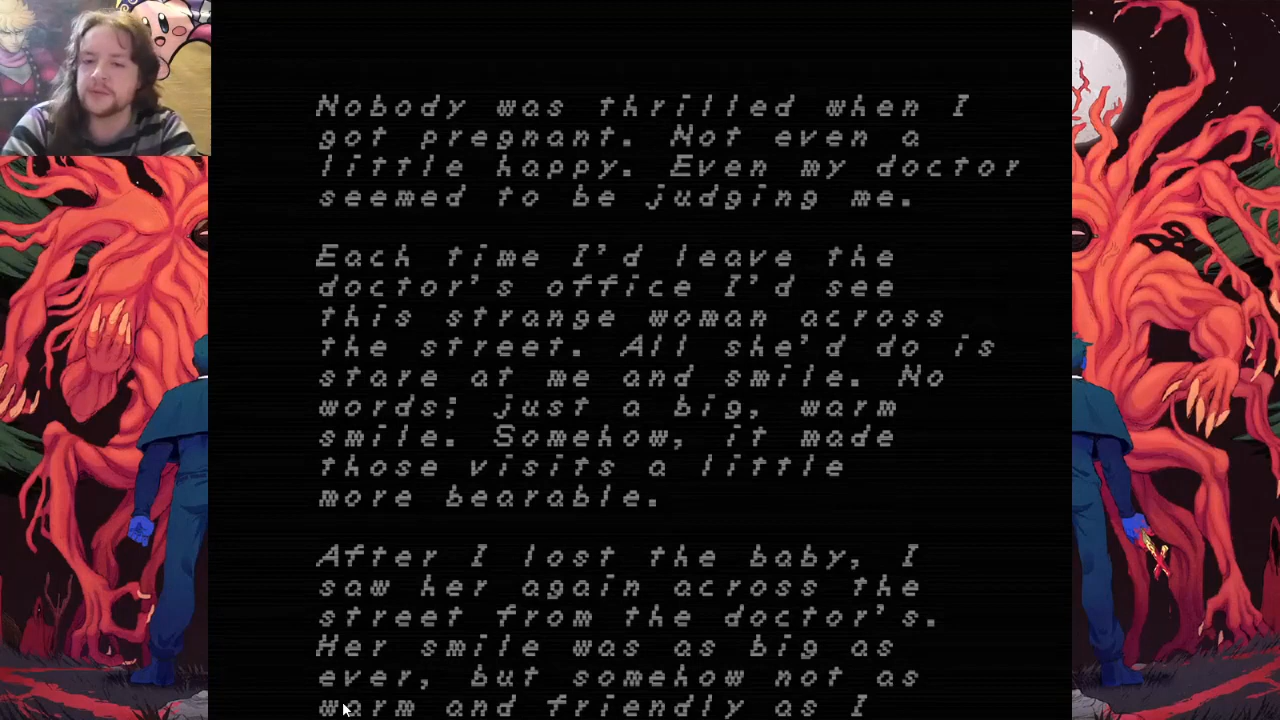 Nobody was thrilled when I
got pregnant. Not even a
little happy. Even my doctor
seemed to be judging me.
Each time I'd leave the
doctor's office I'd see
this strange woman across
the street. All she'd do is
stare at me and smile. No
words; just a big, warm
smile. Somehow, it made
those visits a little
more bearable.
After I lost the baby, I
saw her again across the
street from the doctor's.
Her smile was as big as
ever, but somehow not as
warm and friendly as I